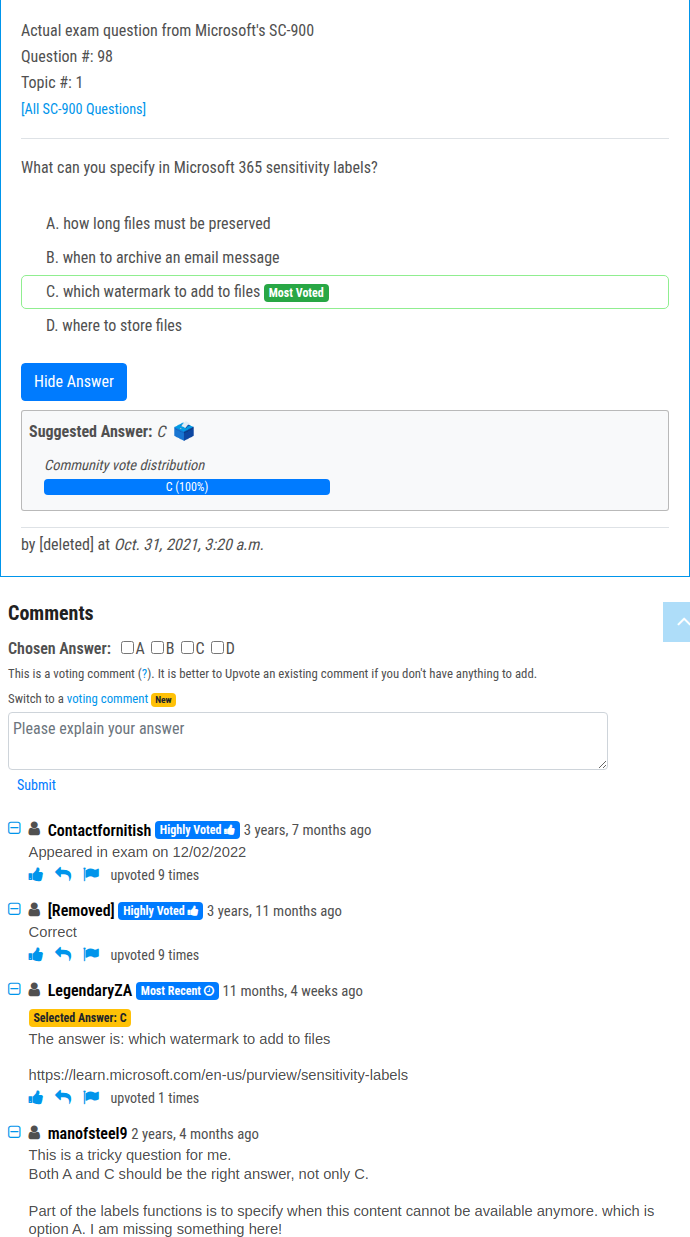 Actual exam question from Microsoft's SC-900
Question #: 98
Topic #: 1
[All SC-900 Questions]
What can you specify in Microsoft 365 sensitivity labels?
A. how long files must be preserved
B. when to archive an email message
C. which watermark to add to files Most Voted
D. where to store files
Hide Answer
Suggested Answer: C
Community vote distribution
C (100%)
by [deleted] at Oct. 31, 2021, 3:20 a.m.
Comments
Chosen Answer: A B C D
This is a voting comment (?). It is better to Upvote an existing comment if you don't have anything to add.
Switch to a voting comment New
Please explain your answer
Submit
Contactfornitish Highly Voted 3 years, 7 months ago
Appeared in exam on 12/02/2022
upvoted 9 times
[Removed] Highly Voted 3 years, 11 months ago
Correct
upvoted 9 times
LegendaryZA Most Recent 11 months, 4 weeks ago
Selected Answer: C
The answer is: which watermark to add to files
https://learn.microsoft.com/en-us/purview/sensitivity-labels
upvoted 1 times
manofsteel9 2 years, 4 months ago
This is a tricky question for me.
Both A and C should be the right answer, not only C.
Part of the labels functions is to specify when this content cannot be available anymore. which is
option A. I am missing something here!